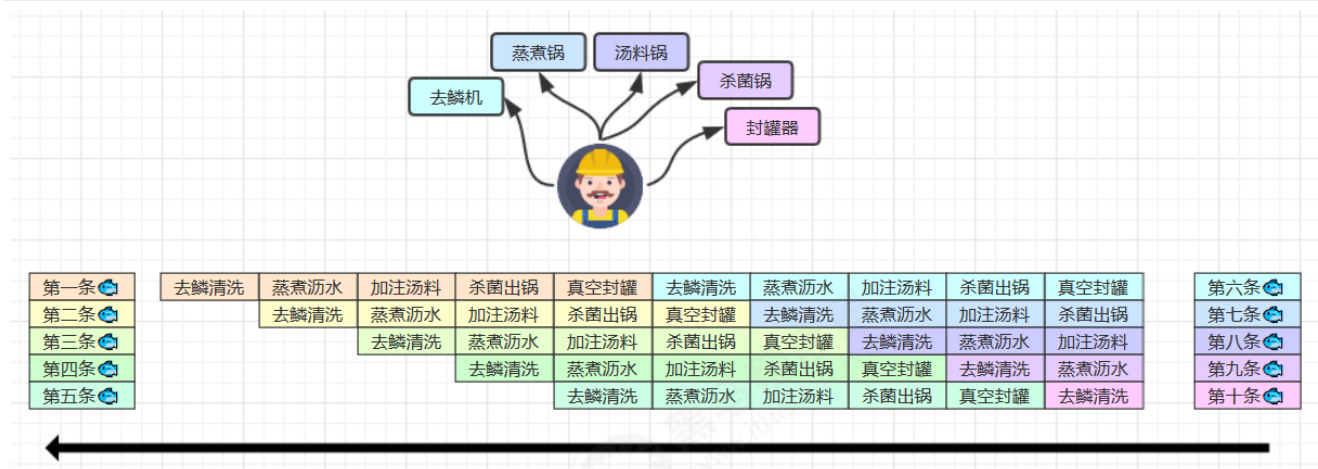 蒸煮锅 汤料锅
杀菌锅
去鳞机
封罐器
第一条 去鳞清洗 蒸煮沥水 加注汤料 杀菌出锅 真空封罐 去鳞清洗 蒸煮沥水 加注汤料 杀菌出锅 真空封罐 第六条
第二条 去鳞清洗 蒸煮沥水 加注汤料 杀菌出锅 真空封罐 去鳞清洗 蒸煮沥水 加注汤料 杀菌出锅 第七条
第三条 去鳞清洗 蒸煮沥水 加注汤料 杀菌出锅 真空封罐 去鳞清洗 蒸煮沥水 加注汤料 第八条
第四条 去鳞清洗 蒸煮沥水 加注汤料 杀菌出锅 真空封罐 去鳞清洗 蒸煮沥水 第九条
第五条 去鳞清洗 蒸煮沥水 加注汤料 杀菌出锅 真空封罐 去鳞清洗 第十条